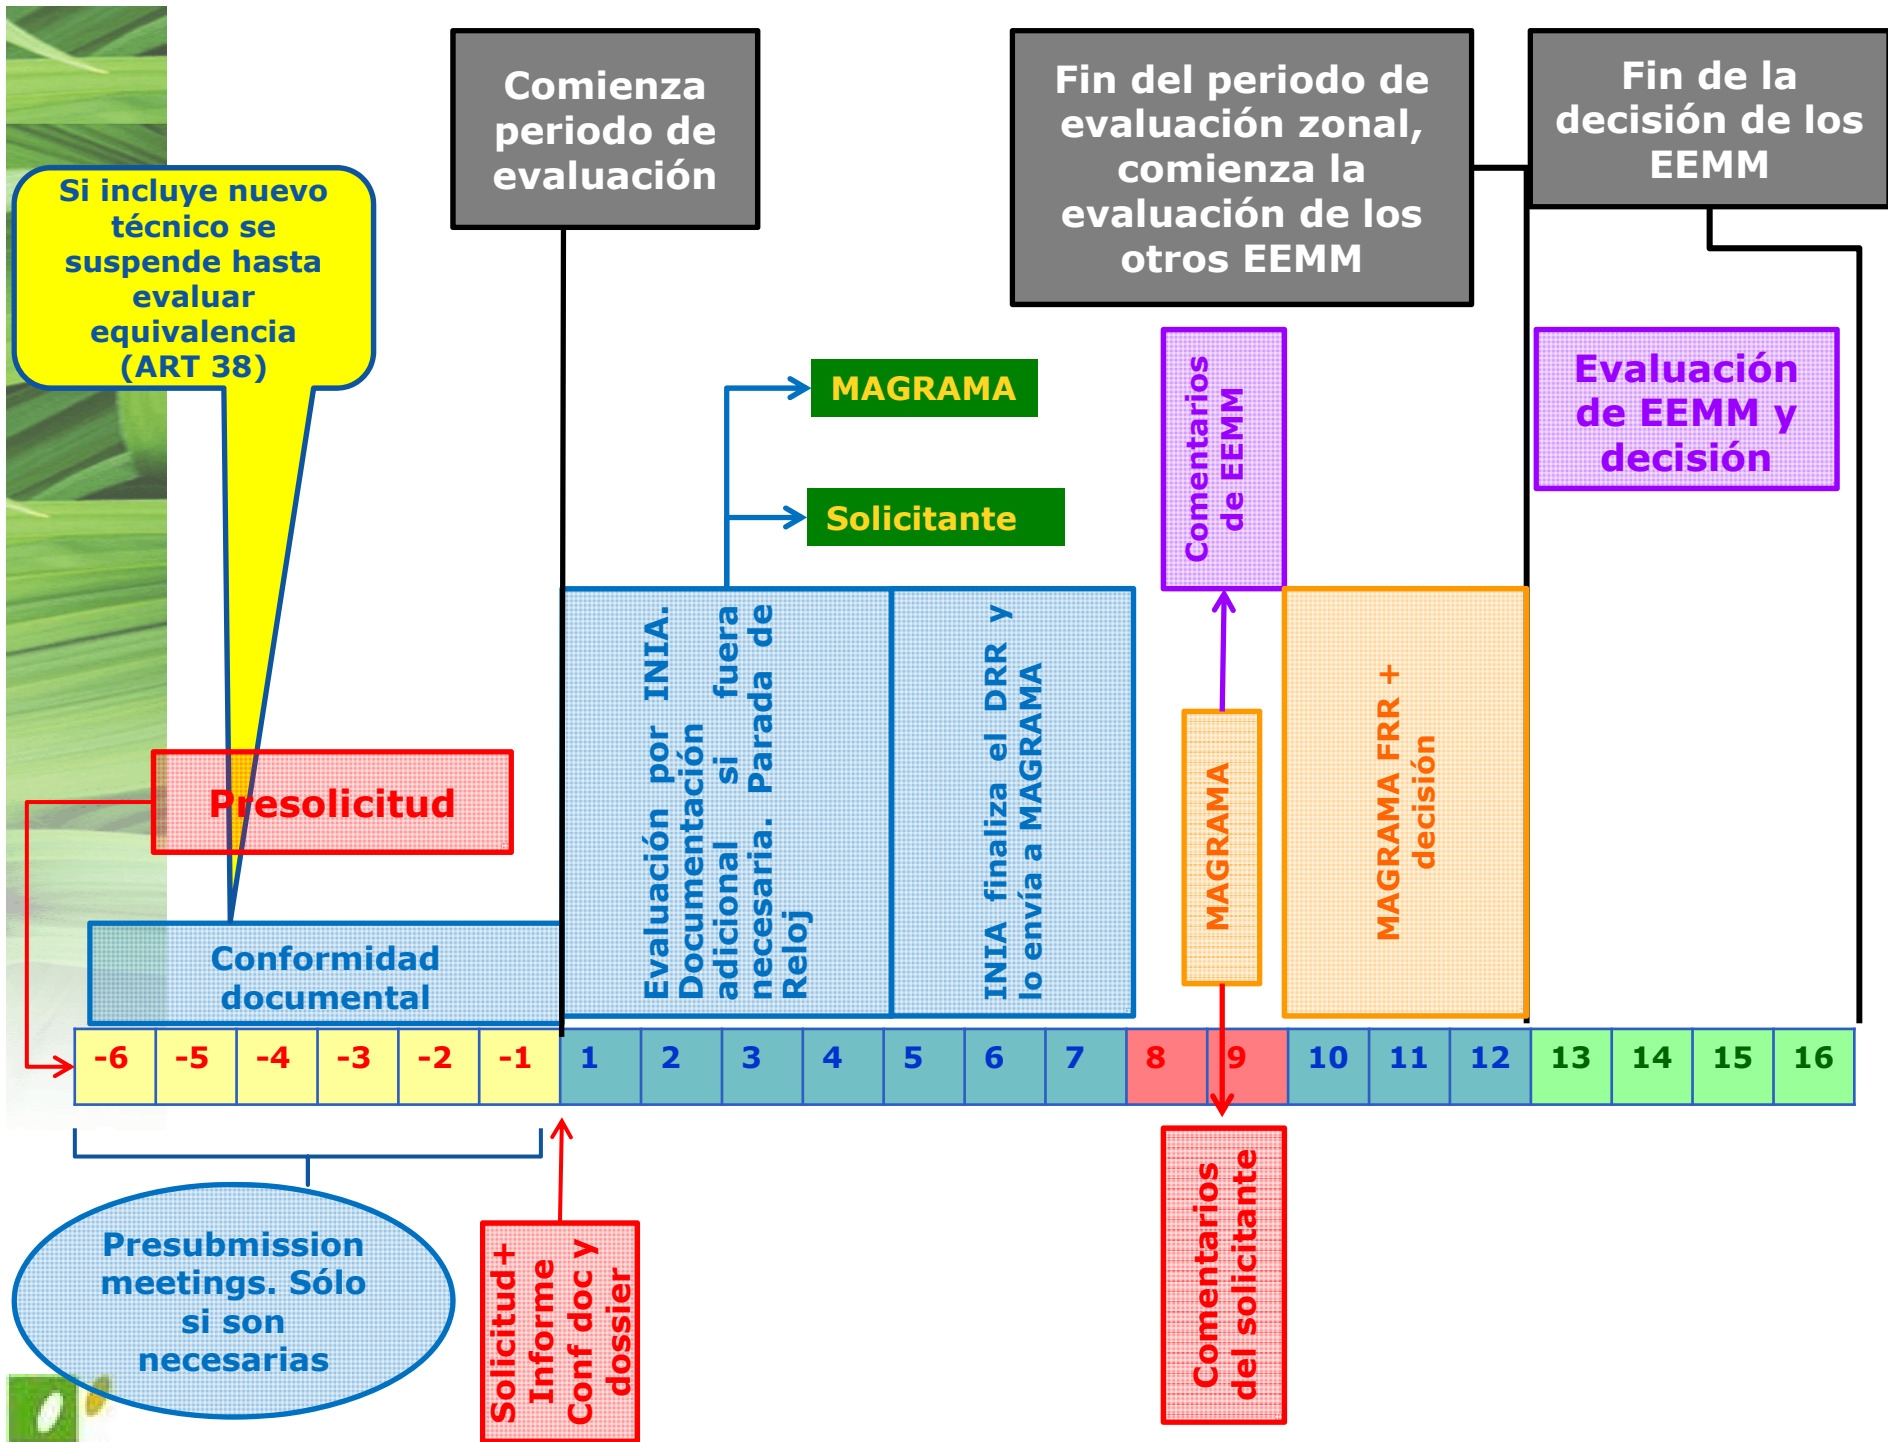 Comienza
periodo de
evaluación
Fin del periodo de
evaluación zonal,
comienza la
evaluación de los
otros EEMM
Fin de la
decisión de los
EEMM
Si incluye nuevo
técnico se
suspende hasta
evaluar
equivalencia
(ART 38)
MAGRAMA
Solicitante
Comentarios
de EEMM
Evaluación
de EEMM y
decisión
Presolicitud
Conformidad
documental
Evaluación por INIA.
Documentación
adicional si fuera
necesaria. Parada de
Reloj
INIA finaliza el DRR y
lo envía a MAGRAMA
MAGRAMA
MAGRAMA FRR +
decisión
-6 -5 -4 -3 -2 -1 1 2 3 4 5 6 7 8 9 10 11 12 13 14 15 16
Presubmission
meetings. Sólo
si son
necesarias
Solicitud+
Informe
Conf doc y
dossier
Comentarios
del solicitante